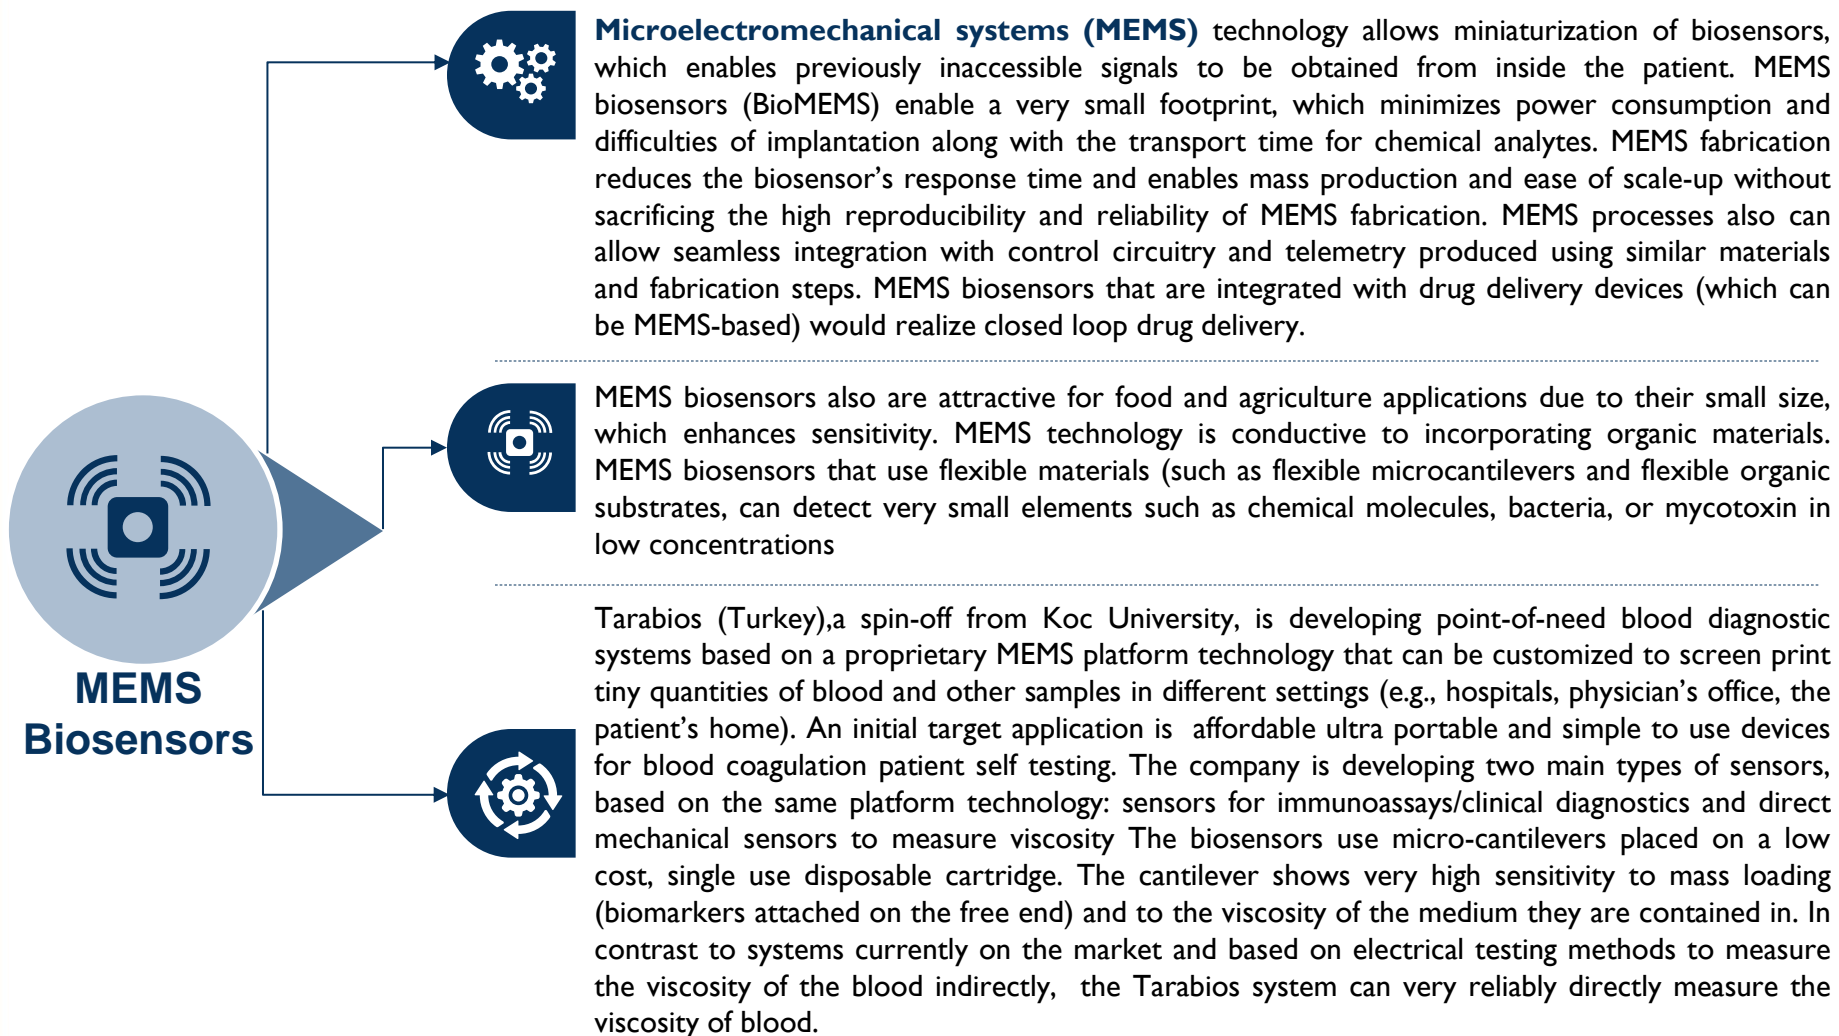 Microelectromechanical systems (MEMS) technology allows miniaturization of biosensors,
which enables previously inaccessible signals to be obtained from inside the patient. MEMS
biosensors (BioMEMS) enable a very small footprint, which minimizes power consumption and
difficulties of implantation along with the transport time for chemical analytes. MEMS fabrication
reduces the biosensor’s response time and enables mass production and ease of scale-up without
sacrificing the high reproducibility and reliability of MEMS fabrication. MEMS processes also can
allow seamless integration with control circuitry and telemetry produced using similar materials
and fabrication steps. MEMS biosensors that are integrated with drug delivery devices (which can
be MEMS-based) would realize closed loop drug delivery.
MEMS biosensors also are attractive for food and agriculture applications due to their small size,
which enhances sensitivity. MEMS technology is conductive to incorporating organic materials.
MEMS biosensors that use flexible materials (such as flexible microcantilevers and flexible organic
substrates, can detect very small elements such as chemical molecules, bacteria, or mycotoxin in
low concentrations
MEMS
Biosensors
Tarabios (Turkey),a spin-off from Koc University, is developing point-of-need blood diagnostic
systems based on a proprietary MEMS platform technology that can be customized to screen print
tiny quantities of blood and other samples in different settings (e.g., hospitals, physician’s office, the
patient’s home). An initial target application is affordable ultra portable and simple to use devices
for blood coagulation patient self testing. The company is developing two main types of sensors,
based on the same platform technology: sensors for immunoassays/clinical diagnostics and direct
mechanical sensors to measure viscosity The biosensors use micro-cantilevers placed on a low
cost, single use disposable cartridge. The cantilever shows very high sensitivity to mass loading
(biomarkers attached on the free end) and to the viscosity of the medium they are contained in. In
contrast to systems currently on the market and based on electrical testing methods to measure
the viscosity of the blood indirectly, the Tarabios system can very reliably directly measure the
viscosity of blood.